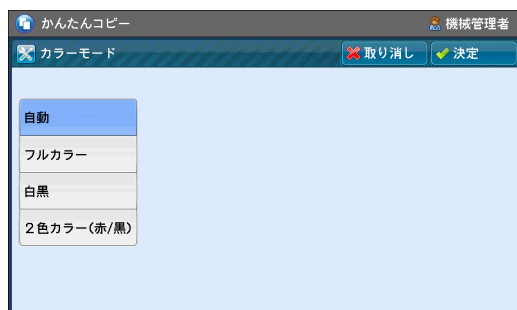 かんたんコピー 機械管理者
カラーモード 取り消し 決定
自動
フルカラー
白黒
２色カラー(赤/黒)